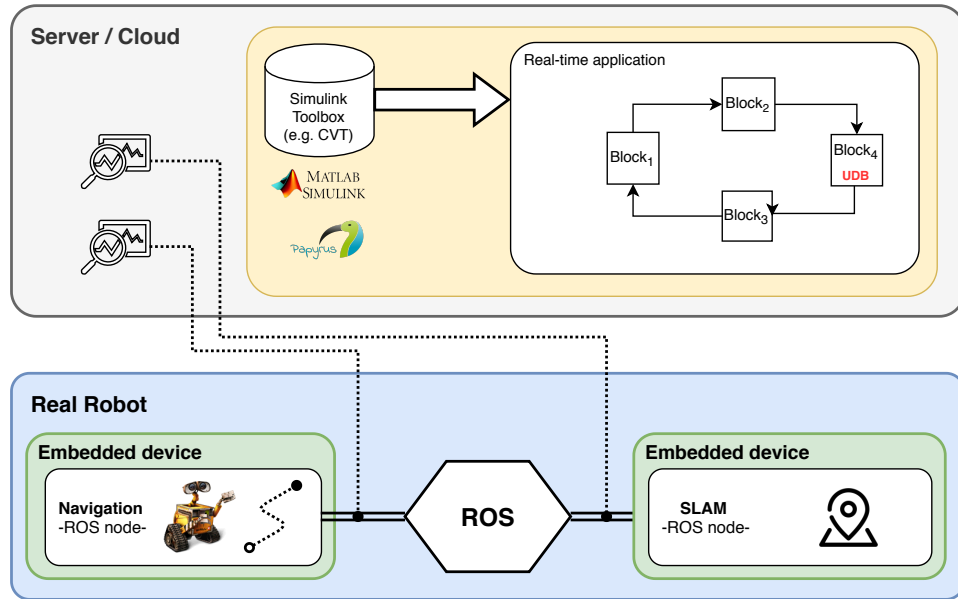 Server / Cloud
Simulink
Toolbox
(e.g. CVT)
MATLAB
SIMULINK
Papyrus
Real-time application
Block1
Block2
Block4
UDB
Block3
Real Robot
Embedded device
Navigation
-ROS node-
ROS
Embedded device
SLAM
-ROS node-